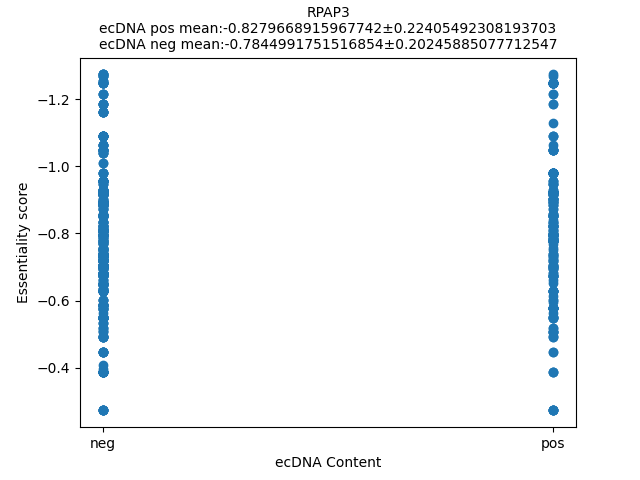 RPAP3
ecDNA pos mean:-0.8279668915967742±0.22405492308193703
ecDNA neg mean:-0.7844991751516854±0.20245885077712547
−1.2
−1.0
−0.8
−0.6
−0.4
Essentiality score
neg pos
ecDNA Content